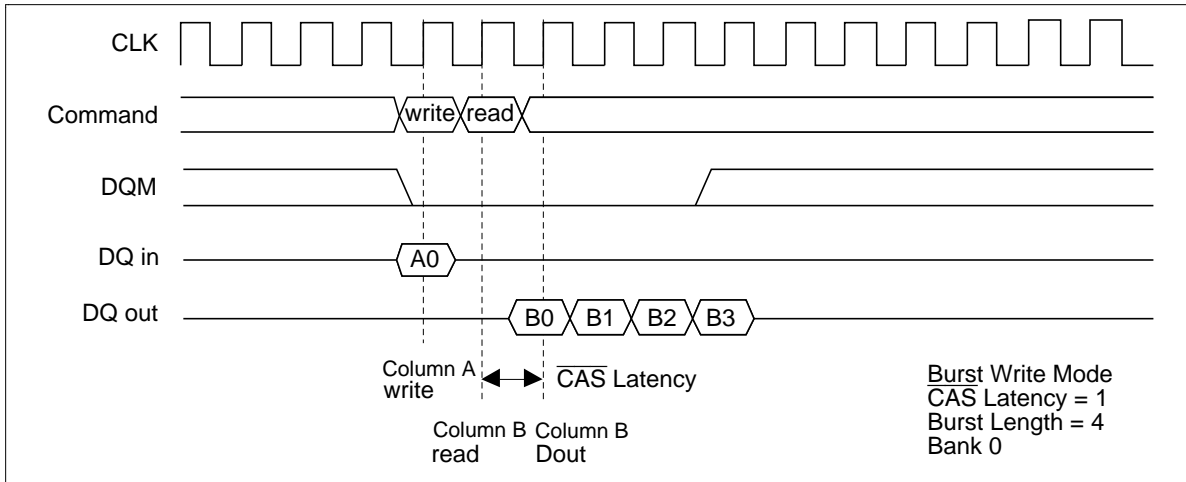 CLK
Command
write
read
DQM
DQ in
A0
DQ out
B0
B1
B2
B3
Column A
write
CAS Latency
Column B
read
Column B
Dout
Burst Write Mode
CAS Latency = 1
Burst Length = 4
Bank 0